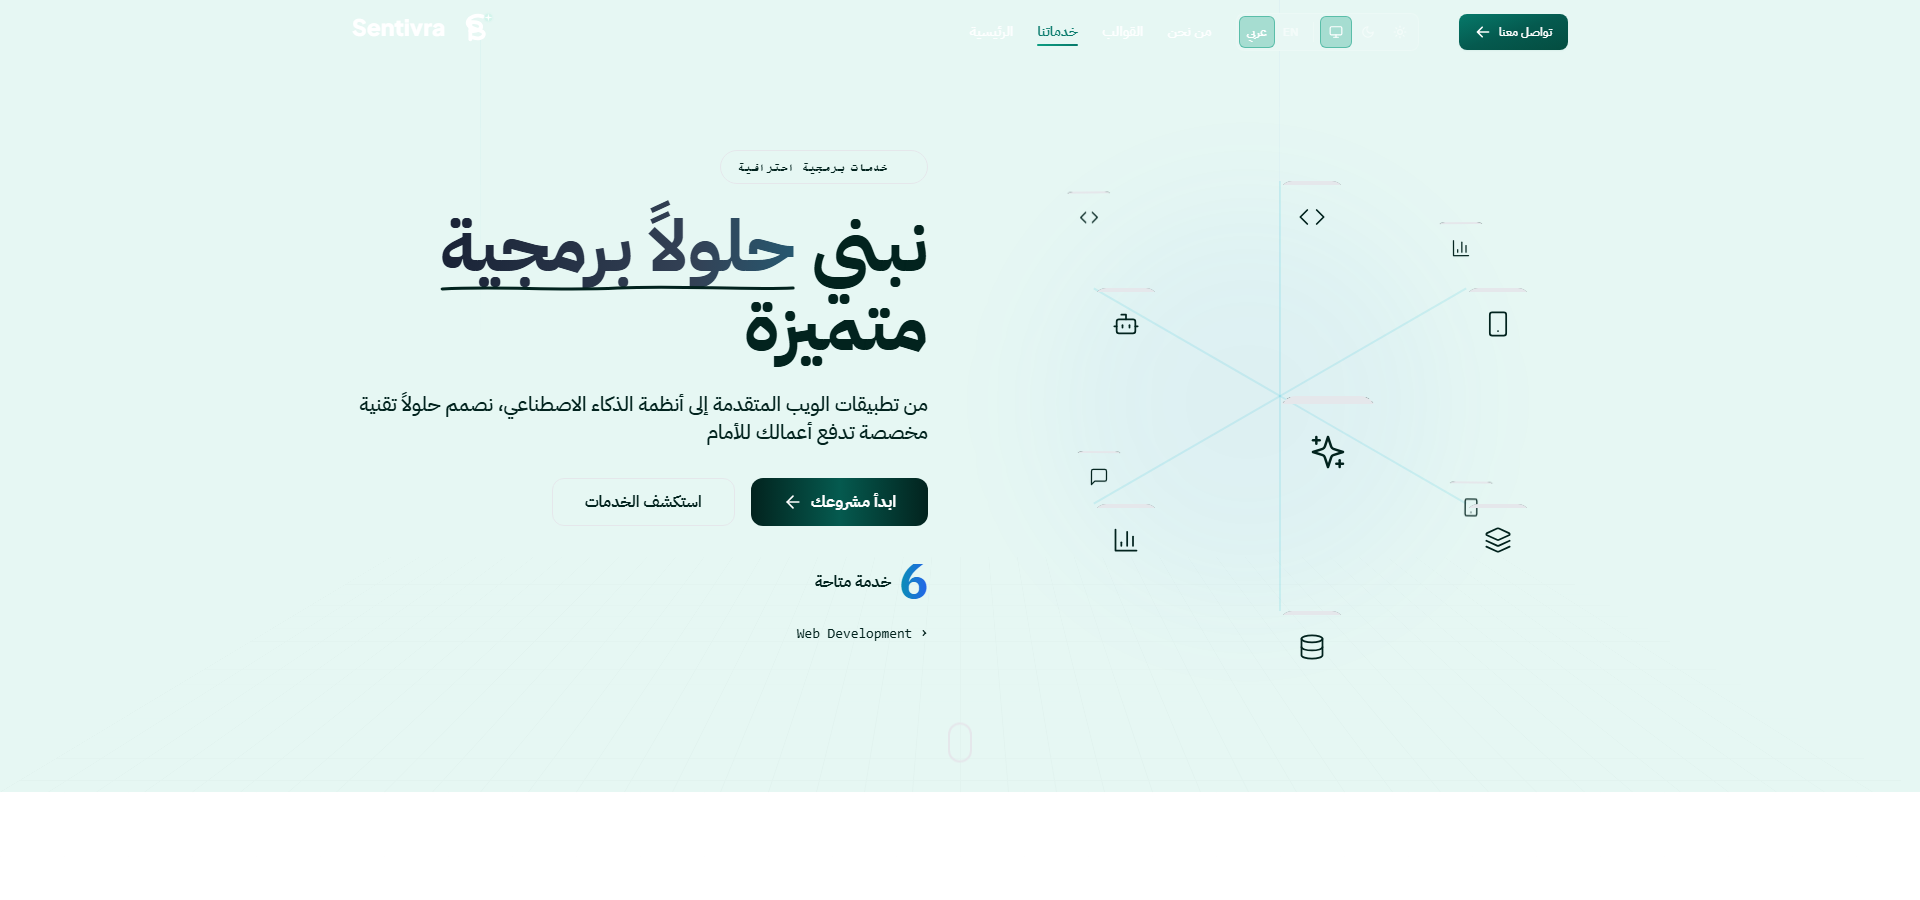 Sentivra
الرئيسية
خدماتنا
القوالب
من نحن
عربي
EN
تواصل معنا
خدمات برمجية احترافية
نبني حلولاً برمجية
متميزة
من تطبيقات الويب المتقدمة إلى أنظمة الذكاء الاصطناعي، نصمم حلولاً تقنية
مخصصة تدفع أعمالك للأمام
ابدأ مشروعك
استكشف الخدمات
6 خدمة متاحة
Web Development ›